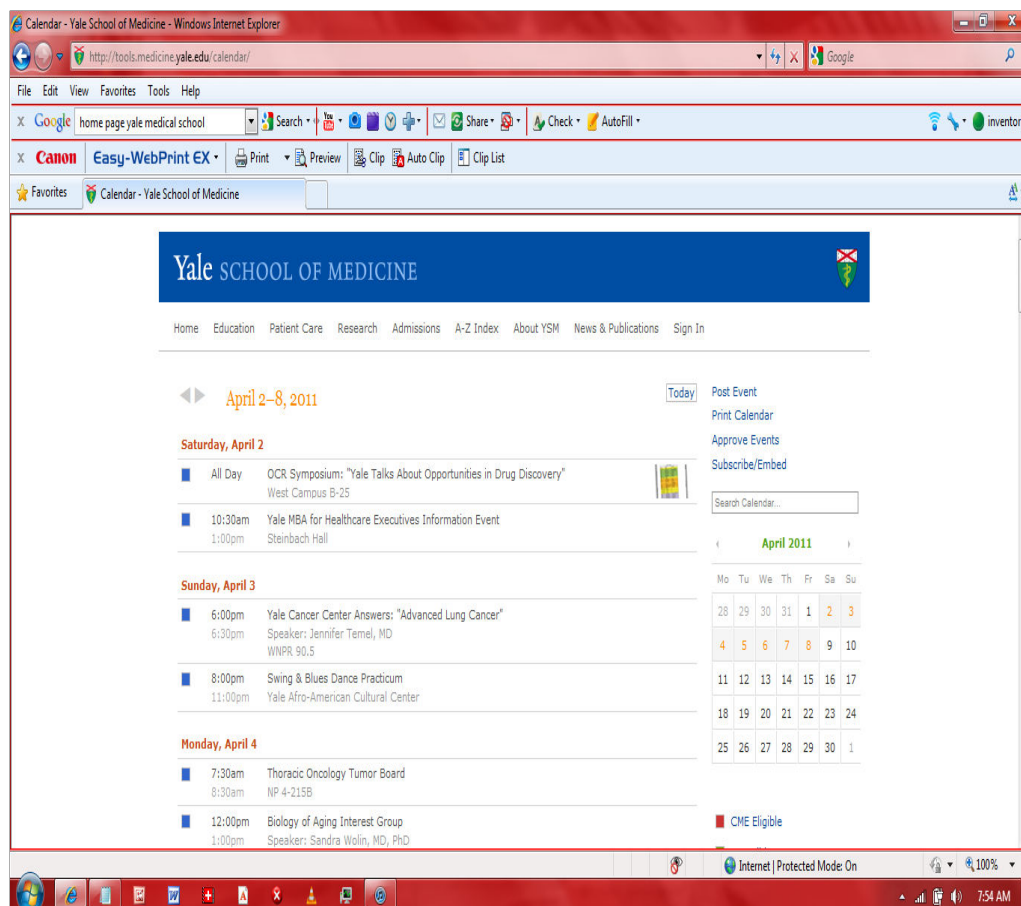 Calendar - Yale School of Medicine - Windows Internet Explorer
http://tools.medicine.yale.edu/calendar/
Google
File Edit View Favorites Tools Help
x Google home page yale medical school Search Share Check AutoFill inventor
x Canon Easy-WebPrint EX Print Preview Clip Auto Clip Clip List
Favorites Calendar - Yale School of Medicine
Yale SCHOOL OF MEDICINE
Home Education Patient Care Research Admissions A-Z Index About YSM News & Publications Sign In
April 2–8, 2011 Today
Saturday, April 2
All Day OCR Symposium: "Yale Talks About Opportunities in Drug Discovery"
West Campus B-25
10:30am Yale MBA for Healthcare Executives Information Event
1:00pm Steinbach Hall
Sunday, April 3
6:00pm Yale Cancer Center Answers: "Advanced Lung Cancer"
6:30pm Speaker: Jennifer Temel, MD
WNPR 90.5
8:00pm Swing & Blues Dance Practicum
11:00pm Yale Afro-American Cultural Center
Monday, April 4
7:30am Thoracic Oncology Tumor Board
8:30am NP 4-215B
12:00pm Biology of Aging Interest Group
1:00pm Speaker: Sandra Wolin, MD, PhD
Post Event
Print Calendar
Approve Events
Subscribe/Embed
Search Calendar...
April 2011
Mo Tu We Th Fr Sa Su
28 29 30 31 1 2 3
4 5 6 7 8 9 10
11 12 13 14 15 16 17
18 19 20 21 22 23 24
25 26 27 28 29 30 1
CME Eligible
Internet | Protected Mode: On 100%
7:54 AM